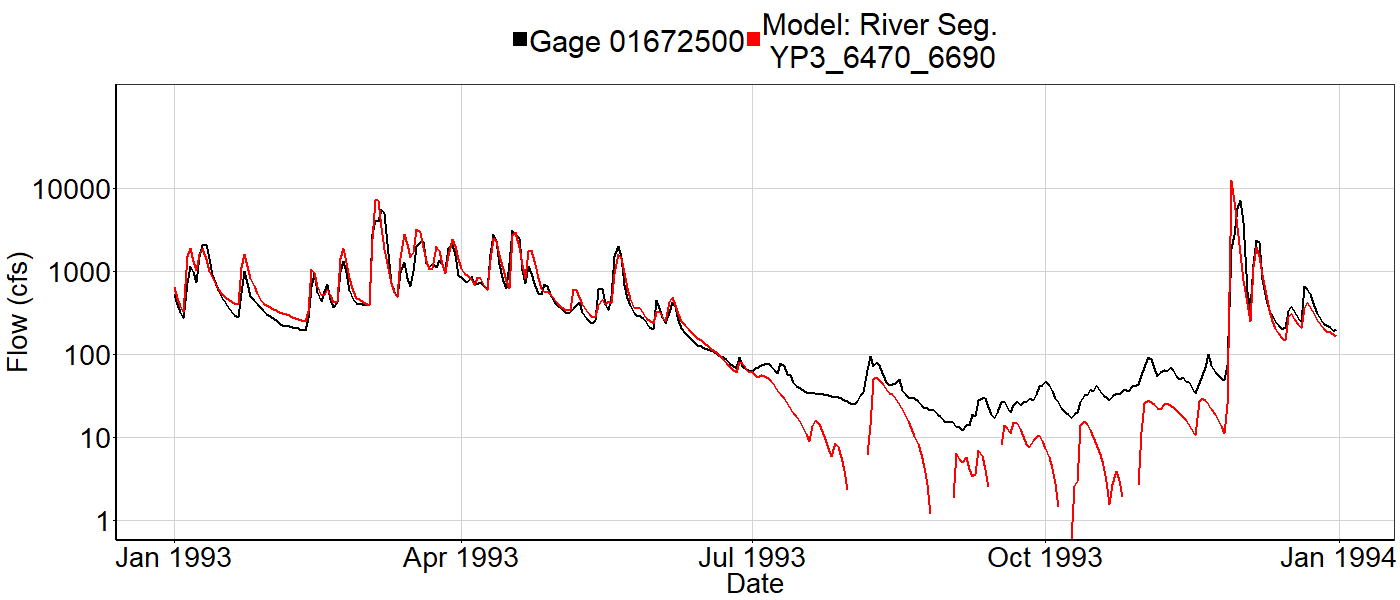 Gage 01672500
Model: River Seg.
YP3_6470_6690
Flow (cfs)
10000
1000
100
10
1
Jan 1993
Apr 1993
Jul 1993
Oct 1993
Jan 1994
Date